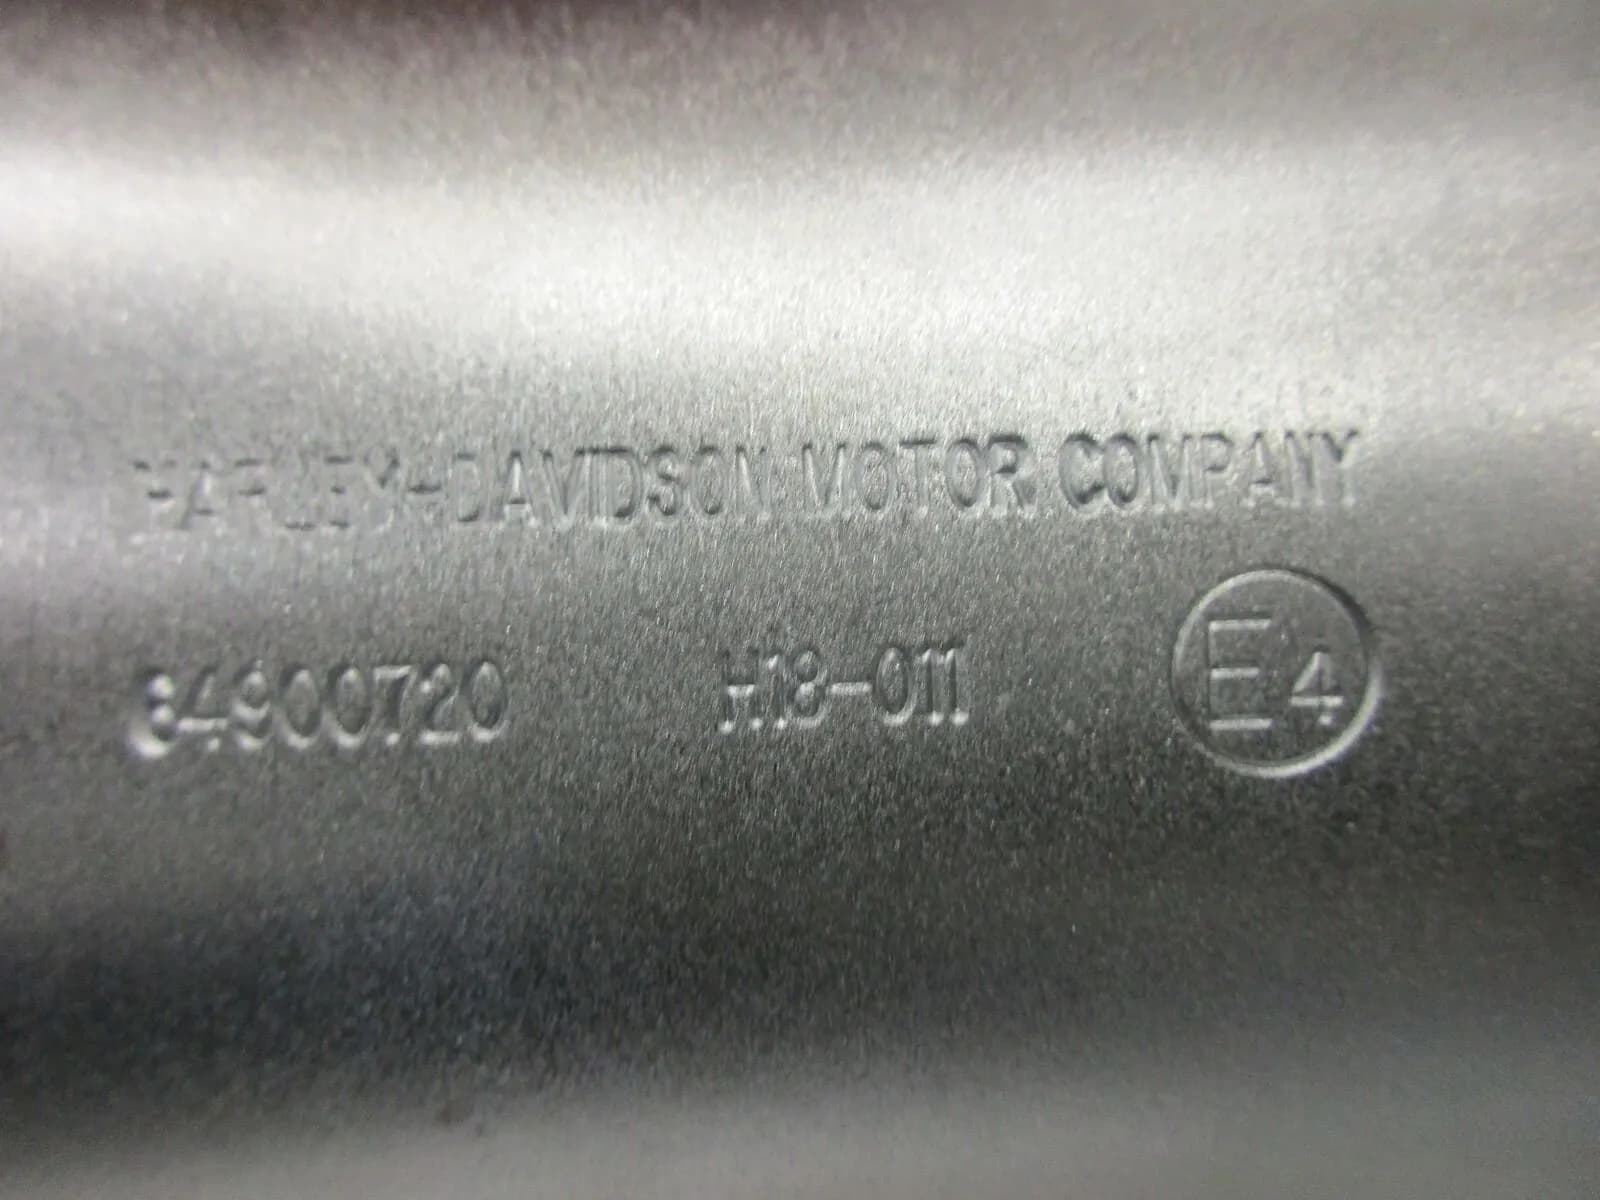 HARLEY-DAVIDSON MOTOR COMPANY
64900720 H18-011 E4